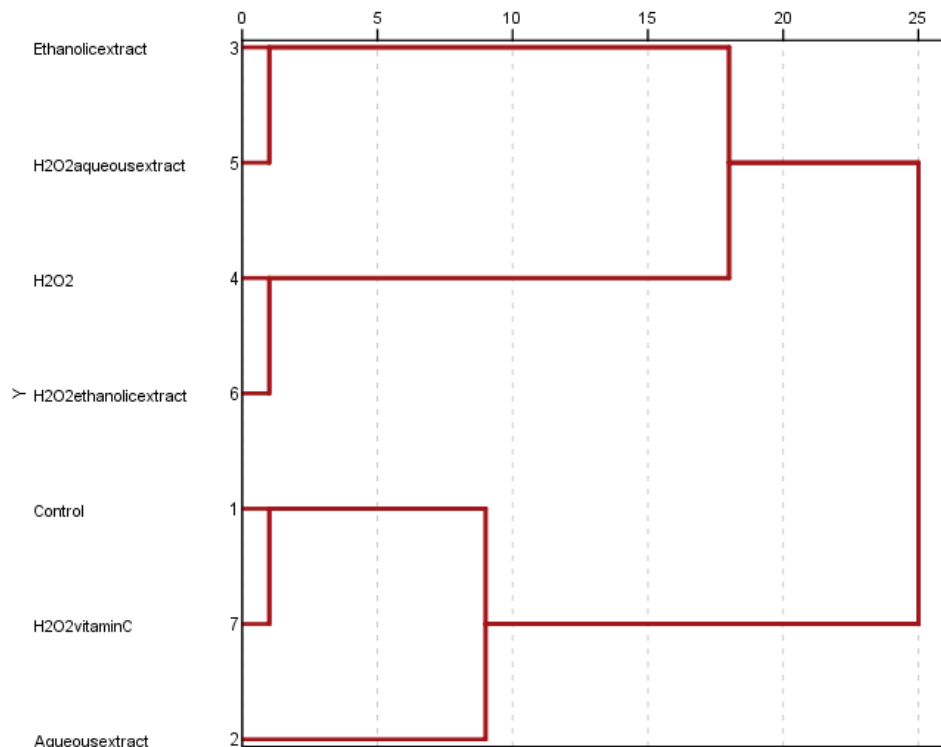 0 5 10 15 20 25
Ethanolicextract 3
H2O2aqueousextract 5
H2O2 4
Y
H2O2ethanolicextract 6
Control 1
H2O2vitaminC 7
Aqueousextract 2